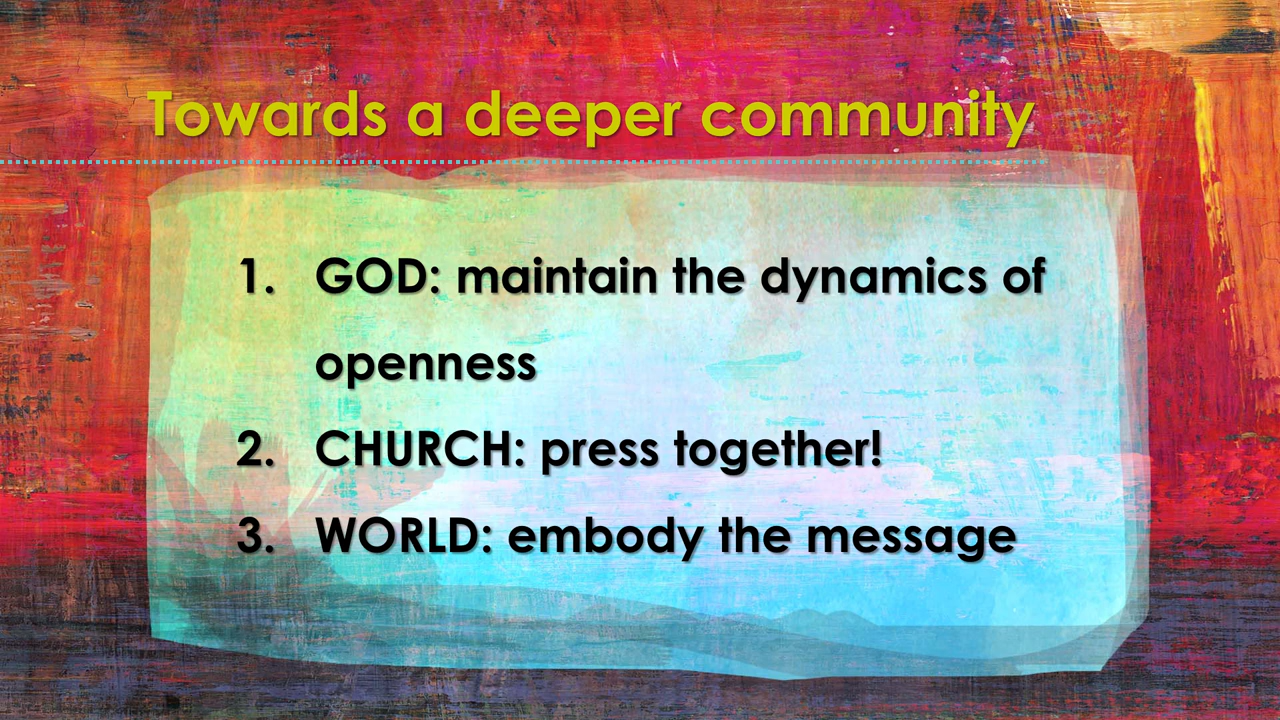 Towards a deeper community
1. GOD: maintain the dynamics of
openness
2. CHURCH: press together!
3. WORLD: embody the message